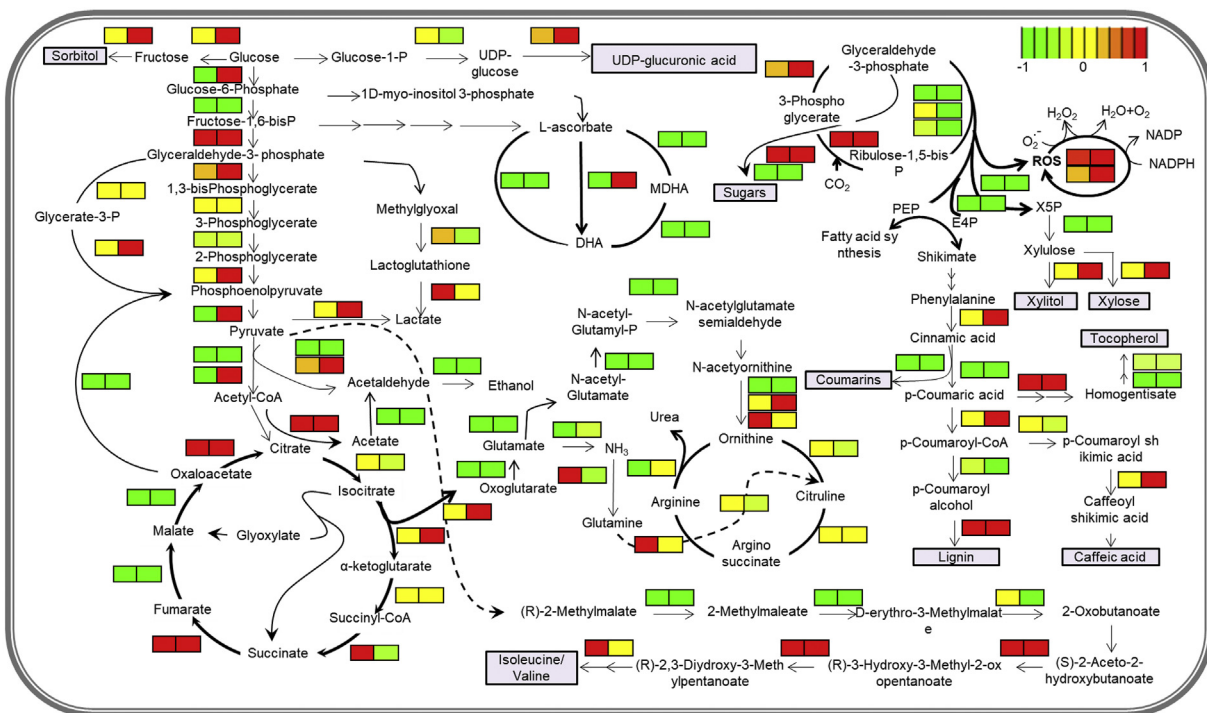 Sorbitol
Fructose
Glucose
Glucose-1-P
UDP-
glucose
UDP-glucuronic acid
Glyceraldehyde
-3-phosphate
-1
0
1
Glucose-6-Phosphate
1D-myo-inositol 3-phosphate
3-Phospho
glycerate
Fructose-1,6-bisP
L-ascorbate
H2O2
H2O+O2
NADP
O2.-
ROS
NADPH
Glyceraldehyde-3- phosphate
Ribulose-1,5-bis
P
1,3-bisPhosphoglycerate
MDHA
Sugars
CO2
Glycerate-3-P
3-Phosphoglycerate
Methylglyoxal
PEP
E4P
X5P
2-Phosphoglycerate
DHA
Fatty acid sy
nthesis
Shikimate
Xylulose
Lactoglutathione
Phosphoenolpyruvate
Phenylalanine
Xylitol
Xylose
Pyruvate
Lactate
N-acetyl-
Glutamyl-P
N-acetylglutamate
semialdehyde
Cinnamic acid
Tocopherol
Acetaldehyde
Ethanol
N-acetyl-
Glutamate
N-acetyornithine
Coumarins
p-Coumaric acid
Homogentisate
Acetyl-CoA
Acetate
Urea
Citrate
Glutamate
NH3
Ornithine
p-Coumaroyl-CoA
p-Coumaroyl sh
ikimic acid
Oxaloacetate
Isocitrate
Oxoglutarate
Arginine
Citruline
p-Coumaroyl
alcohol
Caffeoyl
shikimic acid
Malate
Glyoxylate
Glutamine
Argino
succinate
Lignin
Caffeic acid
α-ketoglutarate
Fumarate
Succinyl-CoA
(R)-2-Methylmalate
2-Methylmaleate
D-erythro-3-Methylmalat
e
2-Oxobutanoate
Succinate
Isoleucine/
Valine
(R)-2,3-Diydroxy-3-Meth
ylpentanoate
(R)-3-Hydroxy-3-Methyl-2-ox
opentanoate
(S)-2-Aceto-2-
hydroxybutanoate